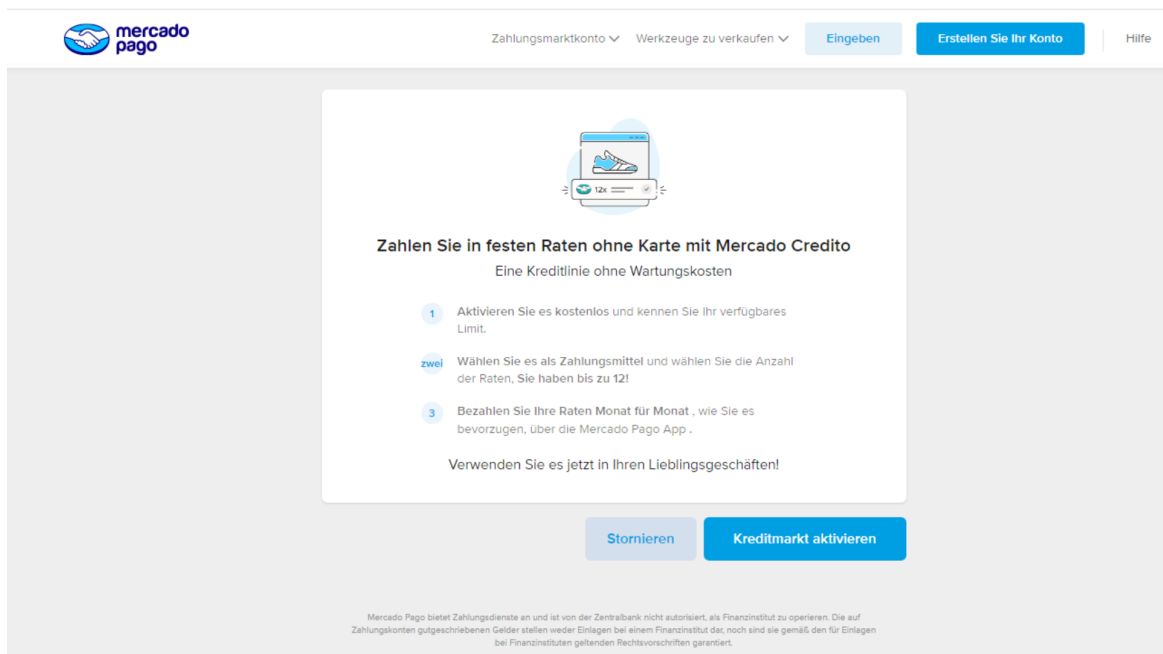 mercado
pago
Zahlungsmarktkonto
Werkzeuge zu verkaufen
Eingeben
Erstellen Sie Ihr Konto
Hilfe
12x
Zahlen Sie in festen Raten ohne Karte mit Mercado Credito
Eine Kreditlinie ohne Wartungskosten
1 Aktivieren Sie es kostenlos und kennen Sie Ihr verfügbares
Limit.
zwei Wählen Sie es als Zahlungsmittel und wählen Sie die Anzahl
der Raten, Sie haben bis zu 12!
3 Bezahlen Sie Ihre Raten Monat für Monat , wie Sie es
bevorzugen, über die Mercado Pago App .
Verwenden Sie es jetzt in Ihren Lieblingsgeschäften!
Stornieren
Kreditmarkt aktivieren
Mercado Pago bietet Zahlungsdienste an und ist von der Zentralbank nicht autorisiert, als Finanzinstitut zu operieren. Die auf
Zahlungskonten gutgeschriebenen Gelder stellen weder Einlagen bei einem Finanzinstitut dar, noch sind sie gemäß den für Einlagen
bei Finanzinstituten geltenden Rechtsvorschriften garantiert.